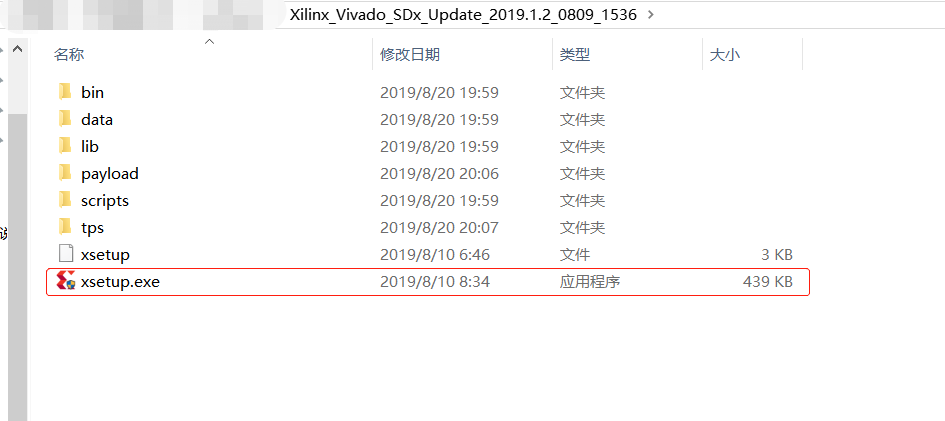 Xilinx_Vivado_SDx_Update_2019.1.2_0809_1536
名称 修改日期 类型 大小
bin 2019/8/20 19:59 文件夹
data 2019/8/20 19:59 文件夹
lib 2019/8/20 19:59 文件夹
payload 2019/8/20 20:06 文件夹
scripts 2019/8/20 19:59 文件夹
tps 2019/8/20 20:07 文件夹
xsetup 2019/8/10 6:46 文件 3 KB
xsetup.exe 2019/8/10 8:34 应用程序 439 KB